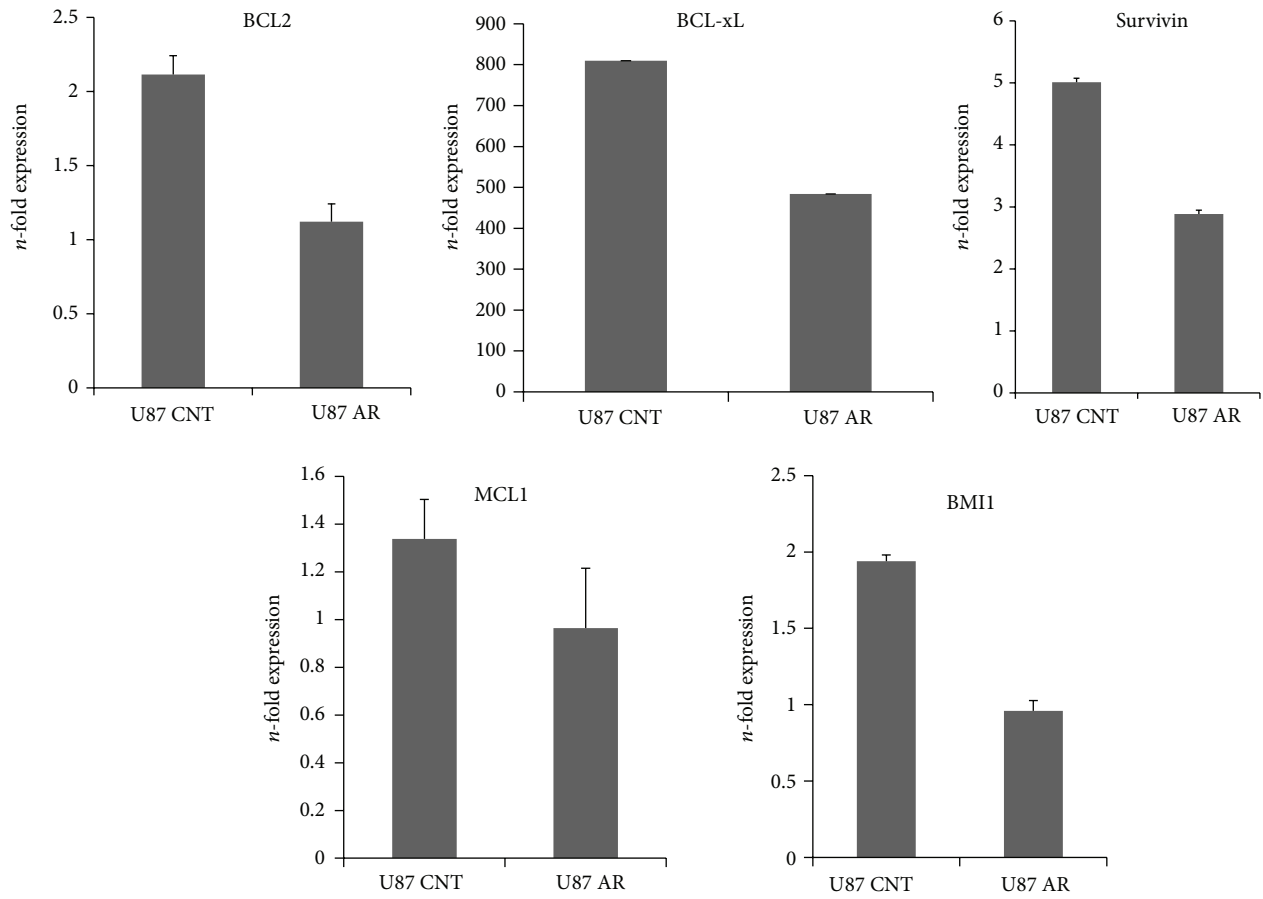 BCL2
n-fold expression
2.5
2
1.5
1
0.5
0
U87 CNT
U87 AR
BCL-xL
n-fold expression
900
800
700
600
500
400
300
200
100
0
U87 CNT
U87 AR
Survivin
n-fold expression
6
5
4
3
2
1
0
U87 CNT
U87 AR
MCL1
n-fold expression
1.6
1.4
1.2
1
0.8
0.6
0.4
0.2
0
U87 CNT
U87 AR
BMI1
n-fold expression
2.5
2
1.5
1
0.5
0
U87 CNT
U87 AR